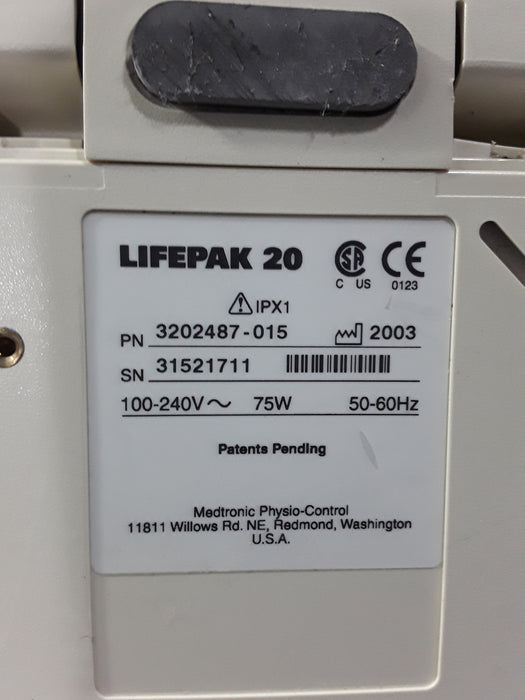 LIFEPAK 20
C US
0123
IPX1
PN 3202487-015 2003
SN 31521711
100-240V~ 75W 50-60Hz
Patents Pending
Medtronic Physio-Control
11811 Willows Rd. NE, Redmond, Washington
U.S.A.